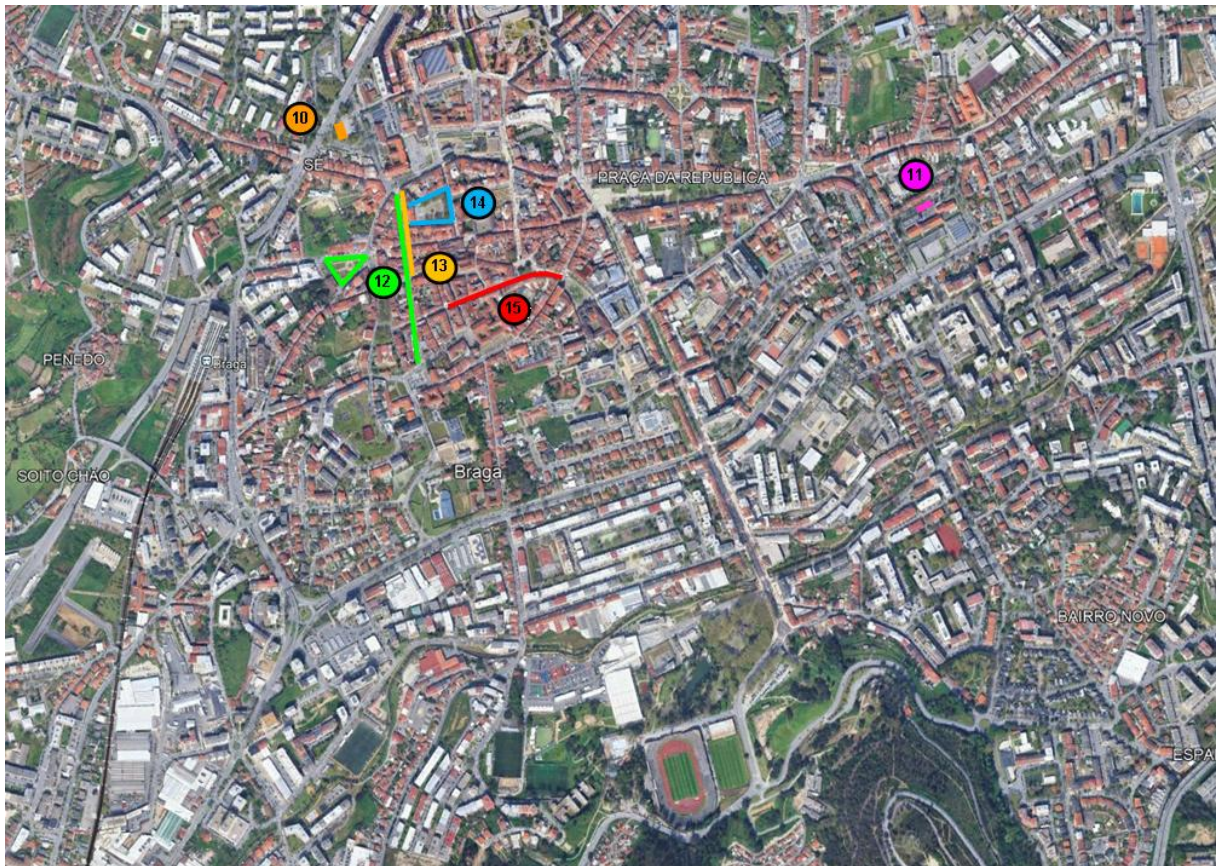 10
SÉ
11
PRAÇA DA REPUBLICA
14
13
12
15
PENEDO
Braga
SOITO CHÃO
Braga
BAIRRO NOVO
ESPA